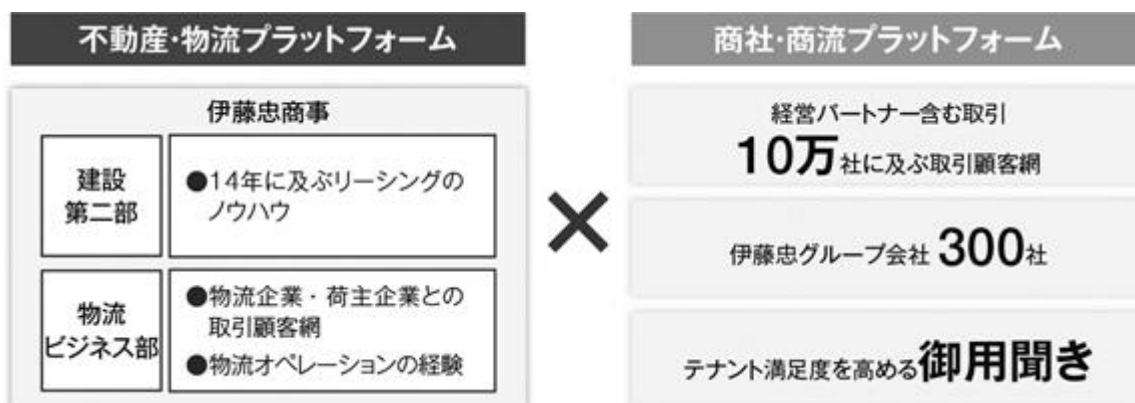 不動産・物流プラットフォーム
伊藤忠商事
建設
第二部
●14年に及ぶリーシングの
ノウハウ
物流
ビジネス部
●物流企業・荷主企業との
取引顧客網
●物流オペレーションの経験
×
商社・商流プラットフォーム
経営パートナー含む取引
10万社に及ぶ取引顧客網
伊藤忠グループ会社 300社
テナント満足度を高める御用聞き